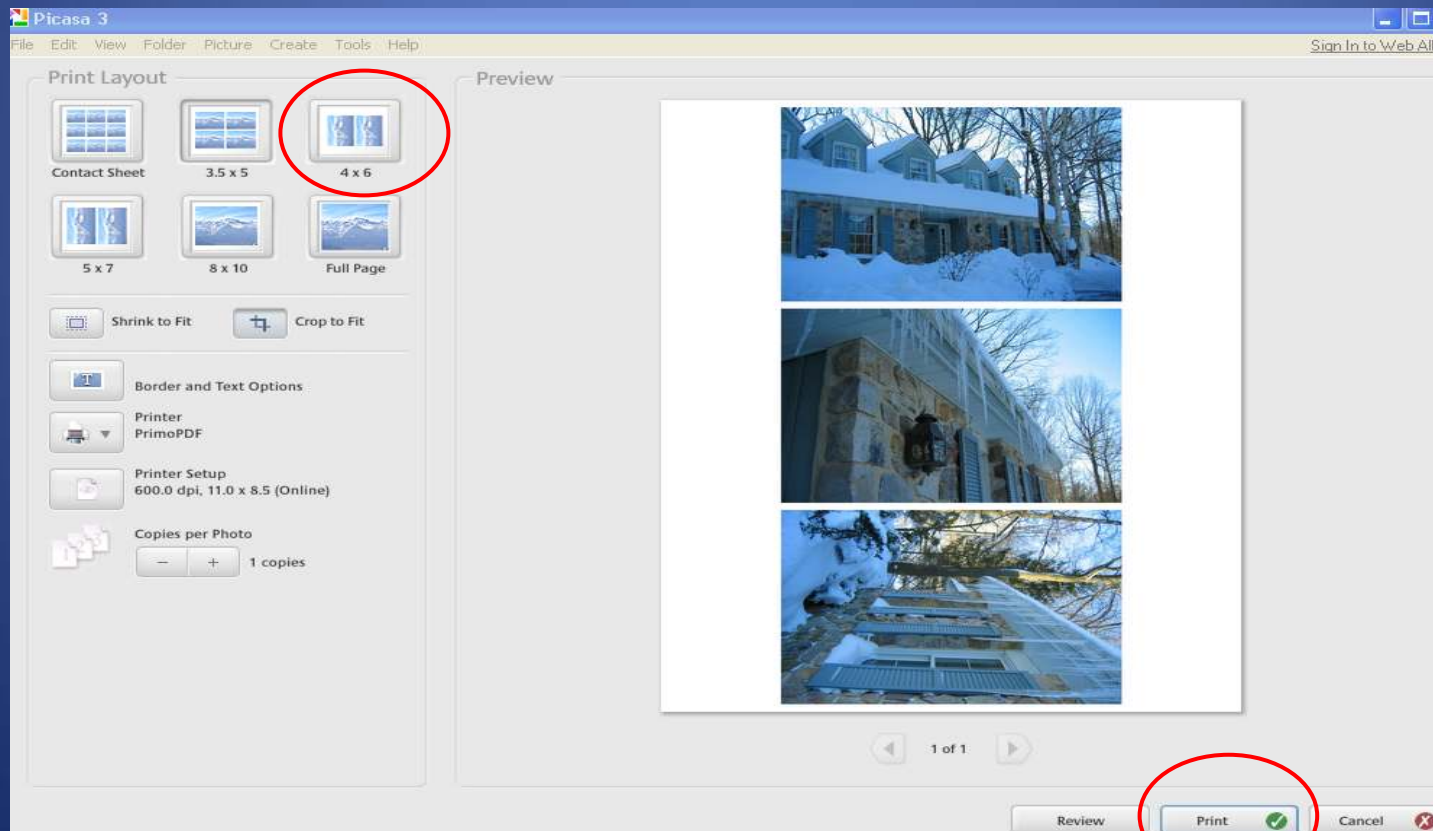 Picasa 3
File Edit View Folder Picture Create Tools Help
Sign In to Web Al
Print Layout
Contact Sheet 3.5 x 5 4 x 6
5 x 7 8 x 10 Full Page
Shrink to Fit Crop to Fit
T
Border and Text Options
Printer
PrimoPDF
Printer Setup
600.0 dpi, 11.0 x 8.5 (Online)
Copies per Photo
1 2 3
- + 1 copies
Preview
1 of 1
Review Print Cancel